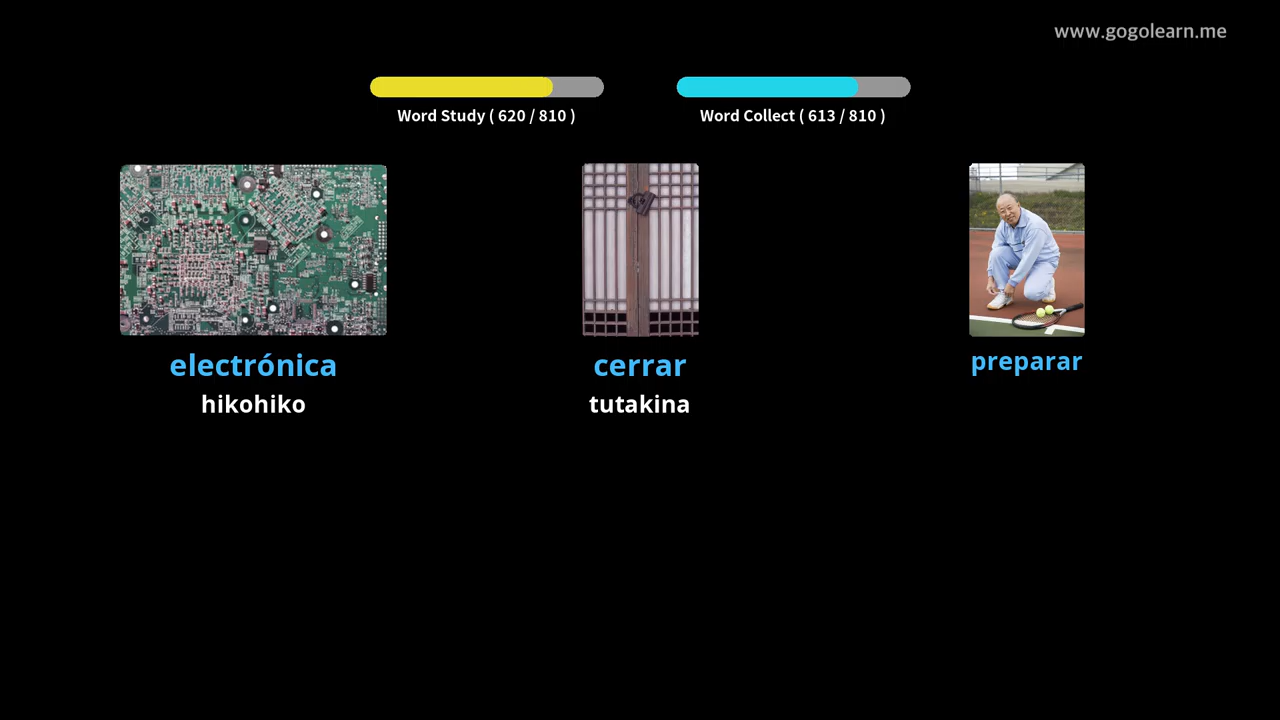 www.gogolearn.me
Word Study ( 620 / 810 )
Word Collect ( 613 / 810 )
electrónica
hikohiko
cerrar
tutakina
preparar